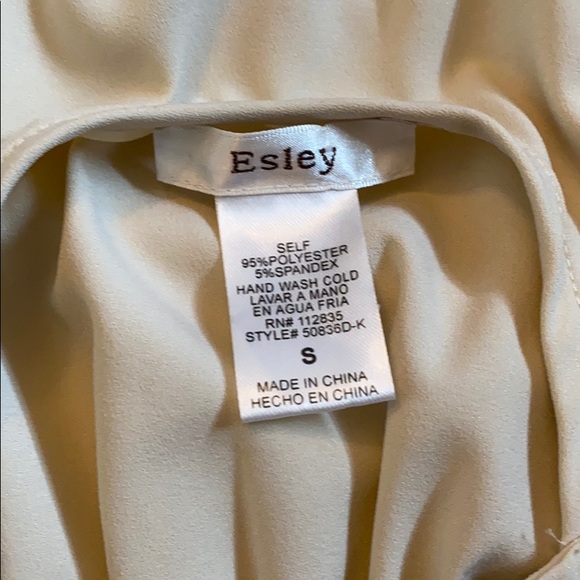 Esley
SELF
95%POLYESTER
5%SPANDEX
HAND WASH COLD
LAVAR A MANO
EN AGUA FRIA
RN# 112835
STYLE# 50836D-K
S
MADE IN CHINA
HECHO EN CHINA